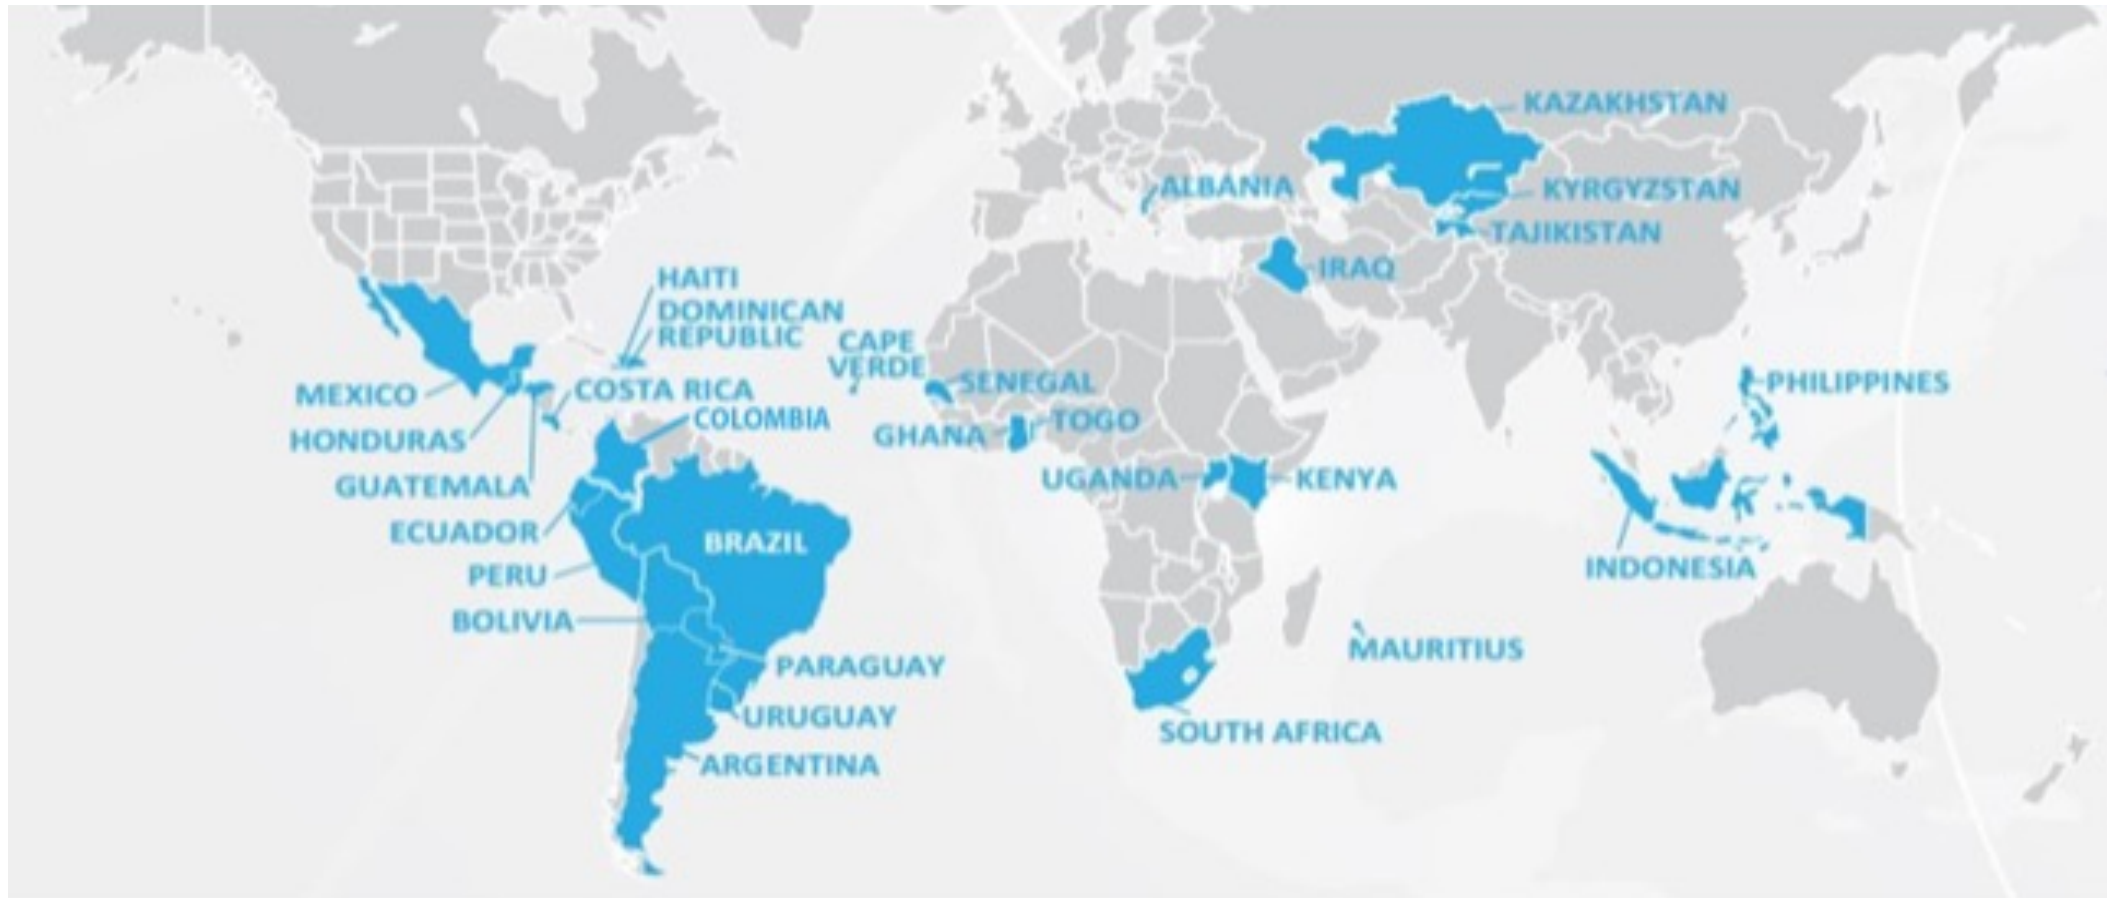 KAZAKHSTAN
ALBANIA
KYRGYZSTAN
TAJIKISTAN
IRAQ
HAITI
DOMINICAN
REPUBLIC
CAPE
VERDE
SENEGAL
PHILIPPINES
MEXICO
COSTA RICA
COLOMBIA
TOGO
GHANA
HONDURAS
UGANDA
KENYA
GUATEMALA
ECUADOR
BRAZIL
INDONESIA
PERU
BOLIVIA
MAURITIUS
PARAGUAY
URUGUAY
SOUTH AFRICA
ARGENTINA